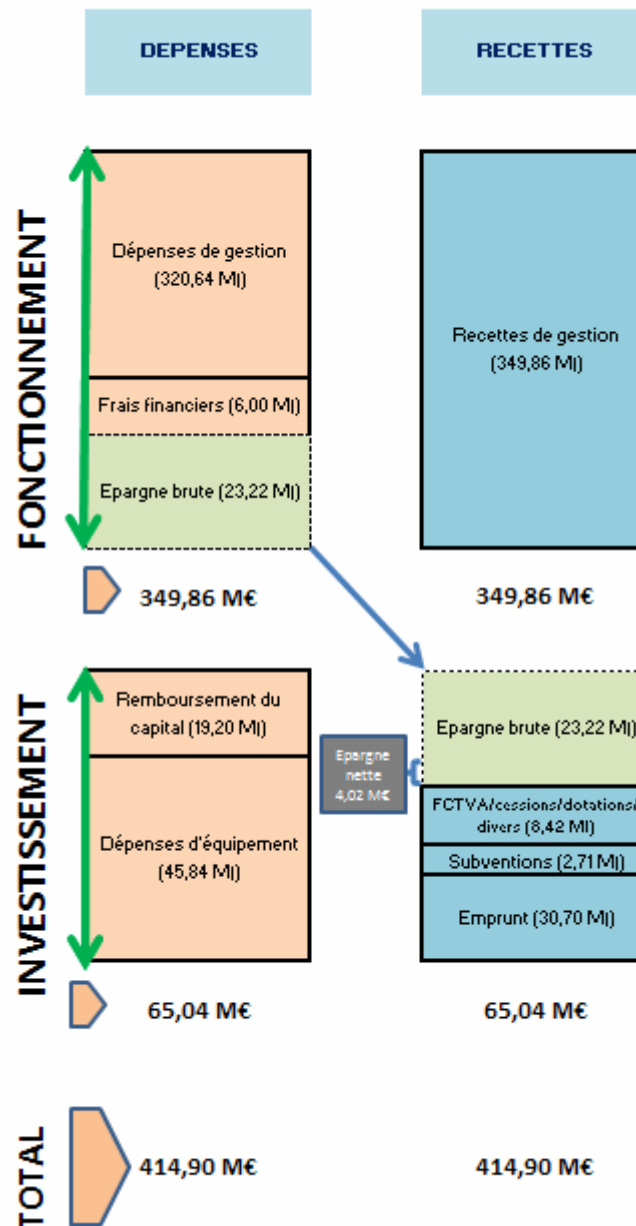 DEPENSES
RECETTES
FONCTIONNEMENT
Dépenses de gestion
(320,64 M|)
Frais financiers (6,00 M|)
Epargne brute (23,22 M|)
Recettes de gestion
(349,86 M|)
349,86 M€
349,86 M€
INVESTISSEMENT
Remboursement du
capital (19,20 M|)
Dépenses d'équipement
(45,84 M|)
Epargne
nette
4,02 M€
Epargne brute (23,22 M|)
FCTVA/cessions/dotations/
divers (8,42 M|)
Subventions (2,71 M|)
Emprunt (30,70 M|)
65,04 M€
65,04 M€
TOTAL
414,90 M€
414,90 M€